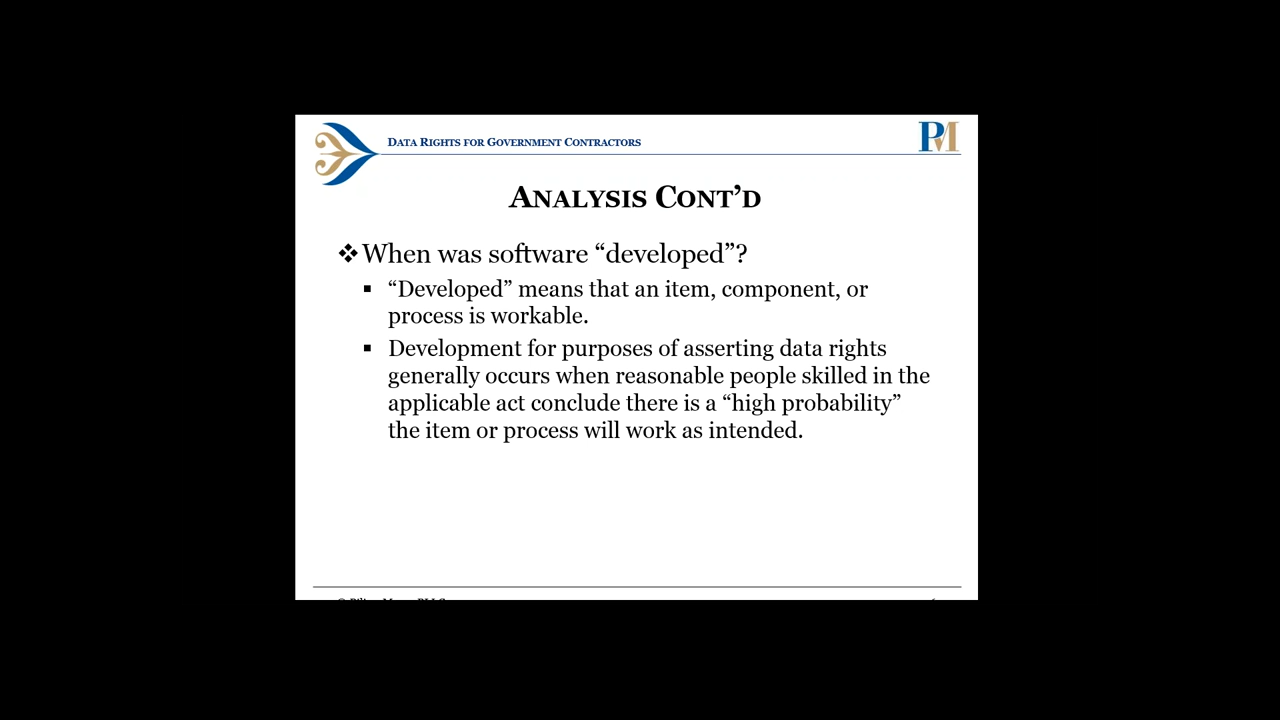 DATA RIGHTS FOR GOVERNMENT CONTRACTORS
PM
ANALYSIS CONT’D
❖When was software “developed”?
▪ “Developed” means that an item, component, or
process is workable.
▪ Development for purposes of asserting data rights
generally occurs when reasonable people skilled in the
applicable act conclude there is a “high probability”
the item or process will work as intended.